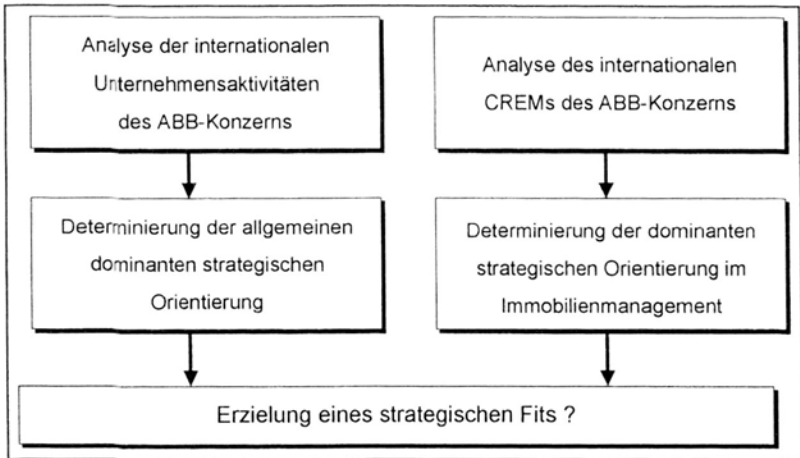 Analyse der internationalen
Unternehmensaktivitäten
des ABB-Konzerns
Analyse des internationalen
CREMs des ABB-Konzerns
Determinierung der allgemeinen
dominanten strategischen
Orientierung
Determinierung der dominanten
strategischen Orientierung im
Immobilienmanagement
Erzielung eines strategischen Fits ?